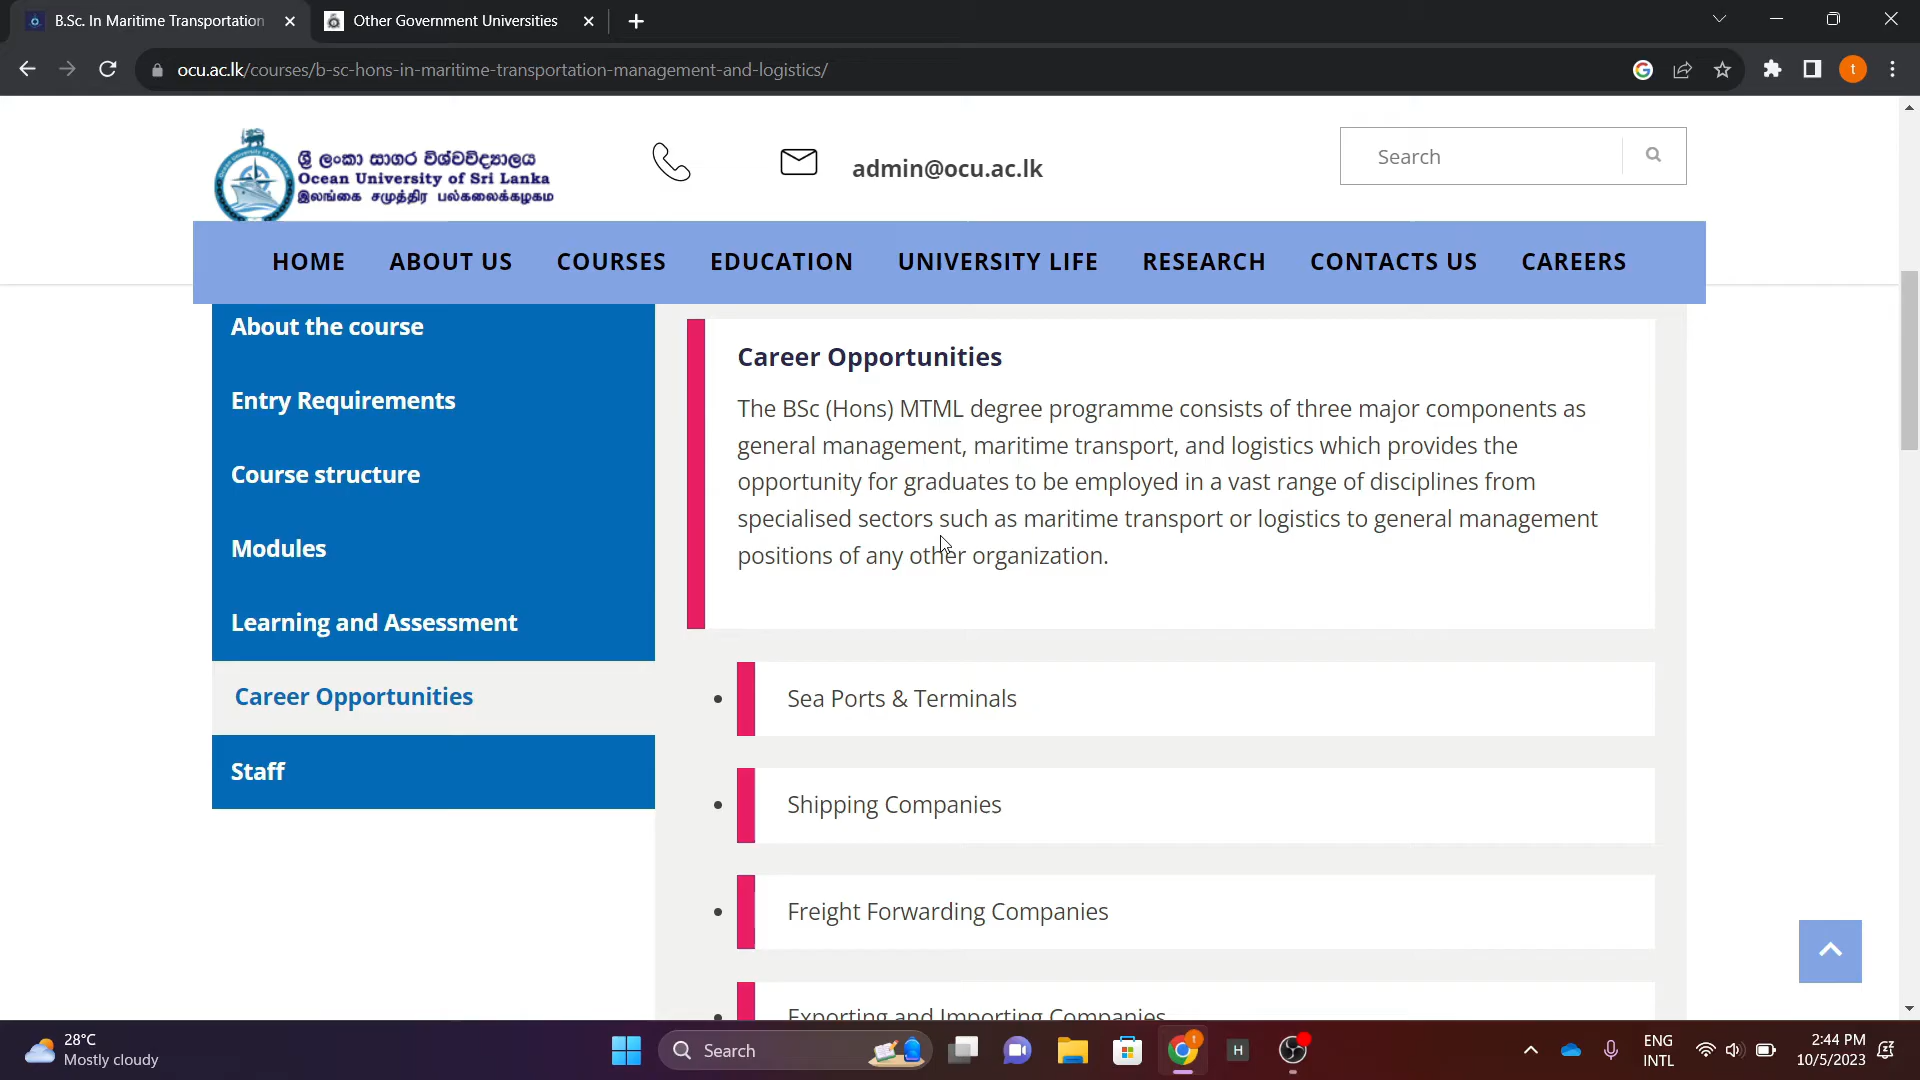 B.Sc. In Maritime Transportation
Other Government Universities
ocu.ac.lk/courses/b-sc-hons-in-maritime-transportation-management-and-logistics/
t
ශ්‍රී ලංකා සාගර විශ්වවිද්‍යාලය
Ocean University of Sri Lanka
இலங்கை சமுத்திர பல்கலைக்கழகம்
admin@ocu.ac.lk
Search
HOME ABOUT US COURSES EDUCATION UNIVERSITY LIFE RESEARCH CONTACTS US CAREERS
About the course
Entry Requirements
Course structure
Modules
Learning and Assessment
Career Opportunities
Staff
Career Opportunities
The BSc (Hons) MTML degree programme consists of three major components as
general management, maritime transport, and logistics which provides the
opportunity for graduates to be employed in a vast range of disciplines from
specialised sectors such as maritime transport or logistics to general management
positions of any other organization.
Sea Ports & Terminals
Shipping Companies
Freight Forwarding Companies
Exporting and Importing Companies
28°C
Mostly cloudy
Search
t
H
ENG
INTL
2:44 PM
10/5/2023